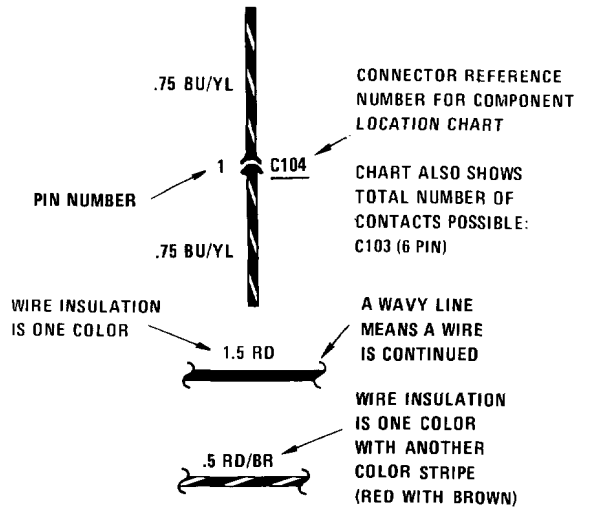 .75 BU/YL
CONNECTOR REFERENCE
NUMBER FOR COMPONENT
LOCATION CHART
1
C104
PIN NUMBER
CHART ALSO SHOWS
TOTAL NUMBER OF
CONTACTS POSSIBLE:
C103 (6 PIN)
.75 BU/YL
WIRE INSULATION
IS ONE COLOR
A WAVY LINE
MEANS A WIRE
IS CONTINUED
1.5 RD
WIRE INSULATION
IS ONE COLOR
WITH ANOTHER
COLOR STRIPE
(RED WITH BROWN)
.5 RD/BR